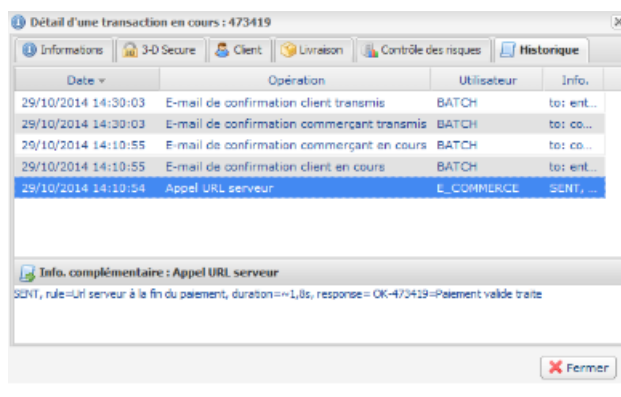 Détail d'une transaction en cours : 473419
Informations 3-D Secure Client Livraison Contrôle des risques Historique
Date Opération Utilisateur Info.
29/10/2014 14:30:03 E-mail de confirmation client transmis BATCH to: ent...
29/10/2014 14:30:03 E-mail de confirmation commerçant transmis BATCH to: co...
29/10/2014 14:10:55 E-mail de confirmation commerçant en cours BATCH to: co...
29/10/2014 14:10:55 E-mail de confirmation client en cours BATCH to: ent...
29/10/2014 14:10:54 Appel URL serveur E_COMMERCE SENT, ...
Info. complémentaire : Appel URL serveur
SENT, rule=Url serveur à la fin du paiement, duration=~1,8s, response= OK-473419=Paiement valide traite
Fermer